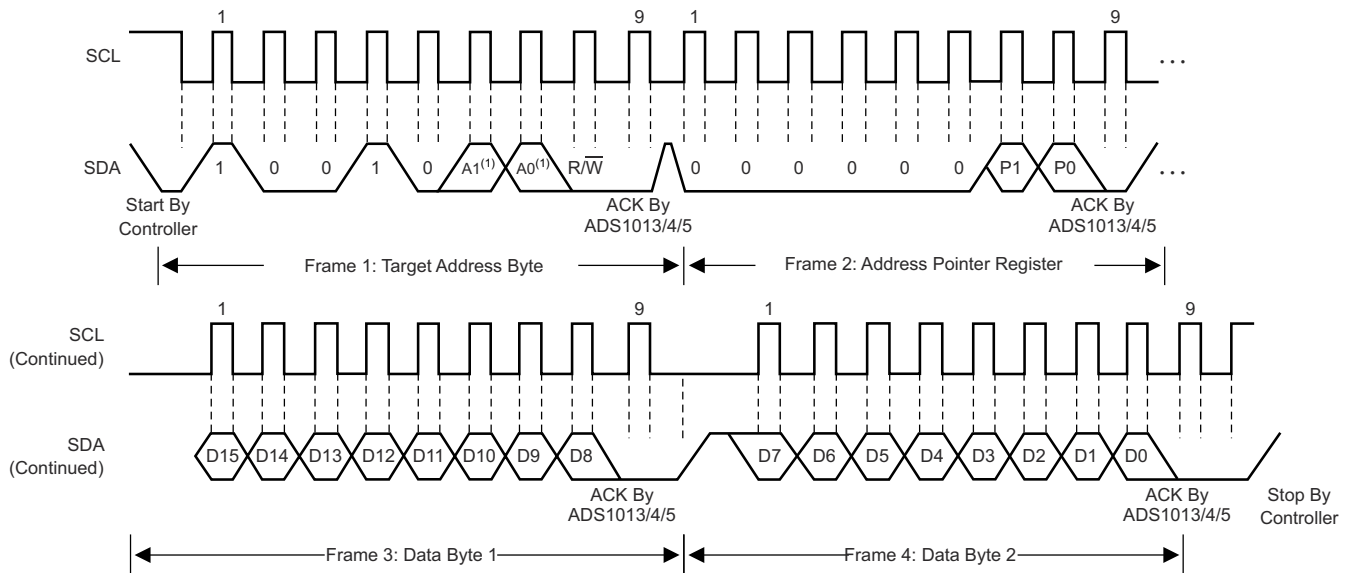 1 9 1 9
SCL ...
SDA 1 0 0 1 0 A1(1) A0(1) R/W̅ 0 0 0 0 0 0 P1 P0 ...
Start By
Controller
ACK By
ADS1013/4/5
ACK By
ADS1013/4/5
Frame 1: Target Address Byte
Frame 2: Address Pointer Register
1 9 1 9
SCL
(Continued)
SDA
(Continued)
D15 D14 D13 D12 D11 D10 D9 D8 D7 D6 D5 D4 D3 D2 D1 D0
ACK By
ADS1013/4/5
ACK By
ADS1013/4/5
Stop By
Controller
Frame 3: Data Byte 1
Frame 4: Data Byte 2